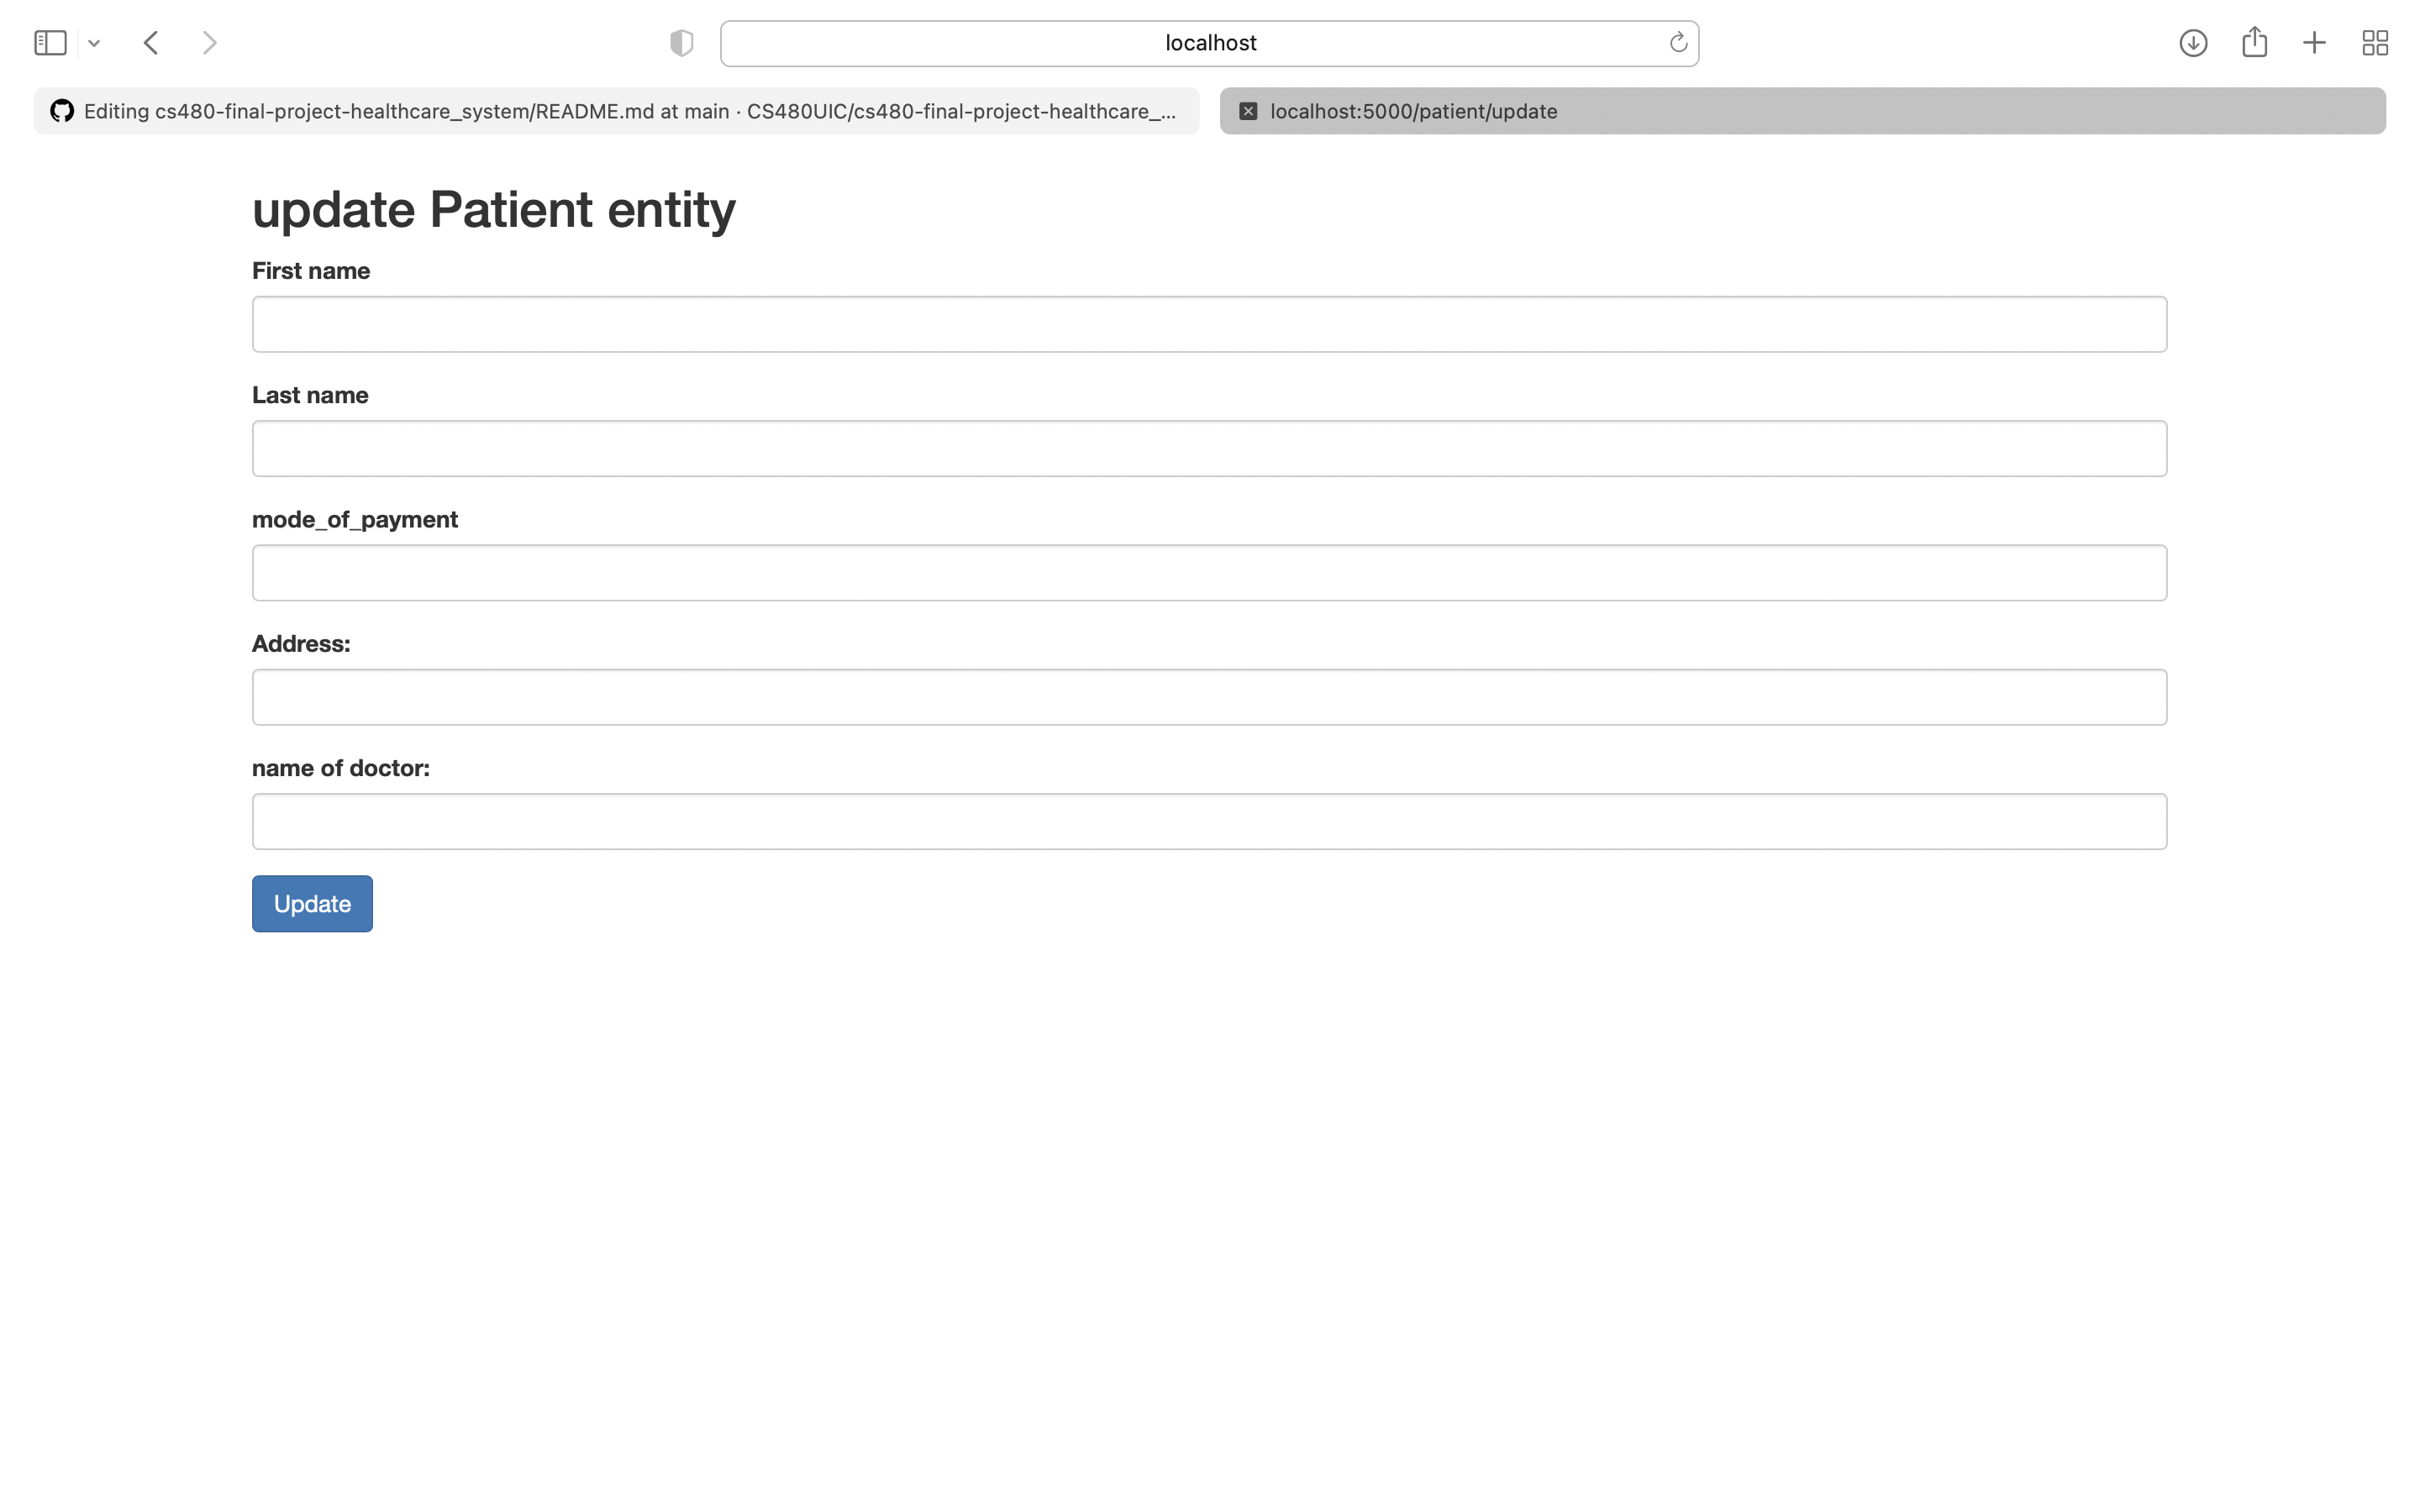 localhost
Editing cs480-final-project-healthcare_system/README.md at main · CS480UIC/cs480-final-project-healthcare_...
localhost:5000/patient/update
update Patient entity
First name
Last name
mode_of_payment
Address:
name of doctor:
Update